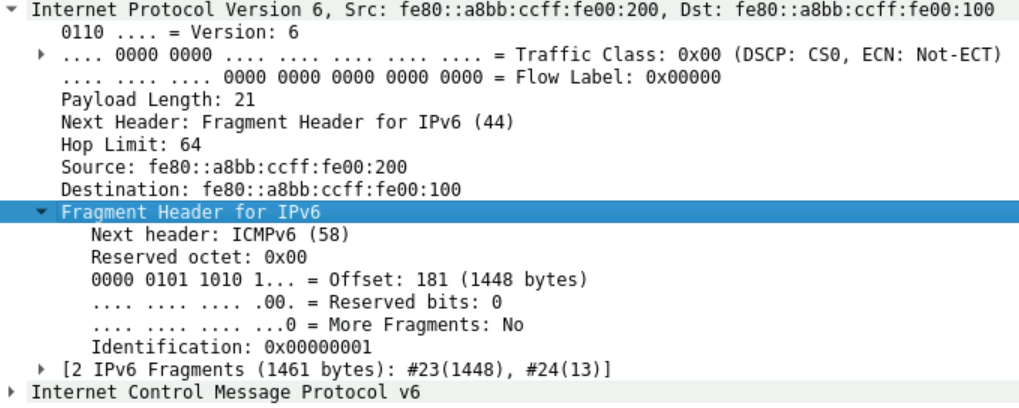 Internet Protocol Version 6, Src: fe80::a8bb:ccff:fe00:200, Dst: fe80::a8bb:ccff:fe00:100
0110 .... = Version: 6
.... 0000 0000 .... .... .... .... .... = Traffic Class: 0x00 (DSCP: CS0, ECN: Not-ECT)
.... .... .... 0000 0000 0000 0000 0000 = Flow Label: 0x00000
Payload Length: 21
Next Header: Fragment Header for IPv6 (44)
Hop Limit: 64
Source: fe80::a8bb:ccff:fe00:200
Destination: fe80::a8bb:ccff:fe00:100
Fragment Header for IPv6
Next header: ICMPv6 (58)
Reserved octet: 0x00
0000 0101 1010 1... = Offset: 181 (1448 bytes)
.... .... .... .00. = Reserved bits: 0
.... .... .... ...0 = More Fragments: No
Identification: 0x00000001
[2 IPv6 Fragments (1461 bytes): #23(1448), #24(13)]
Internet Control Message Protocol v6